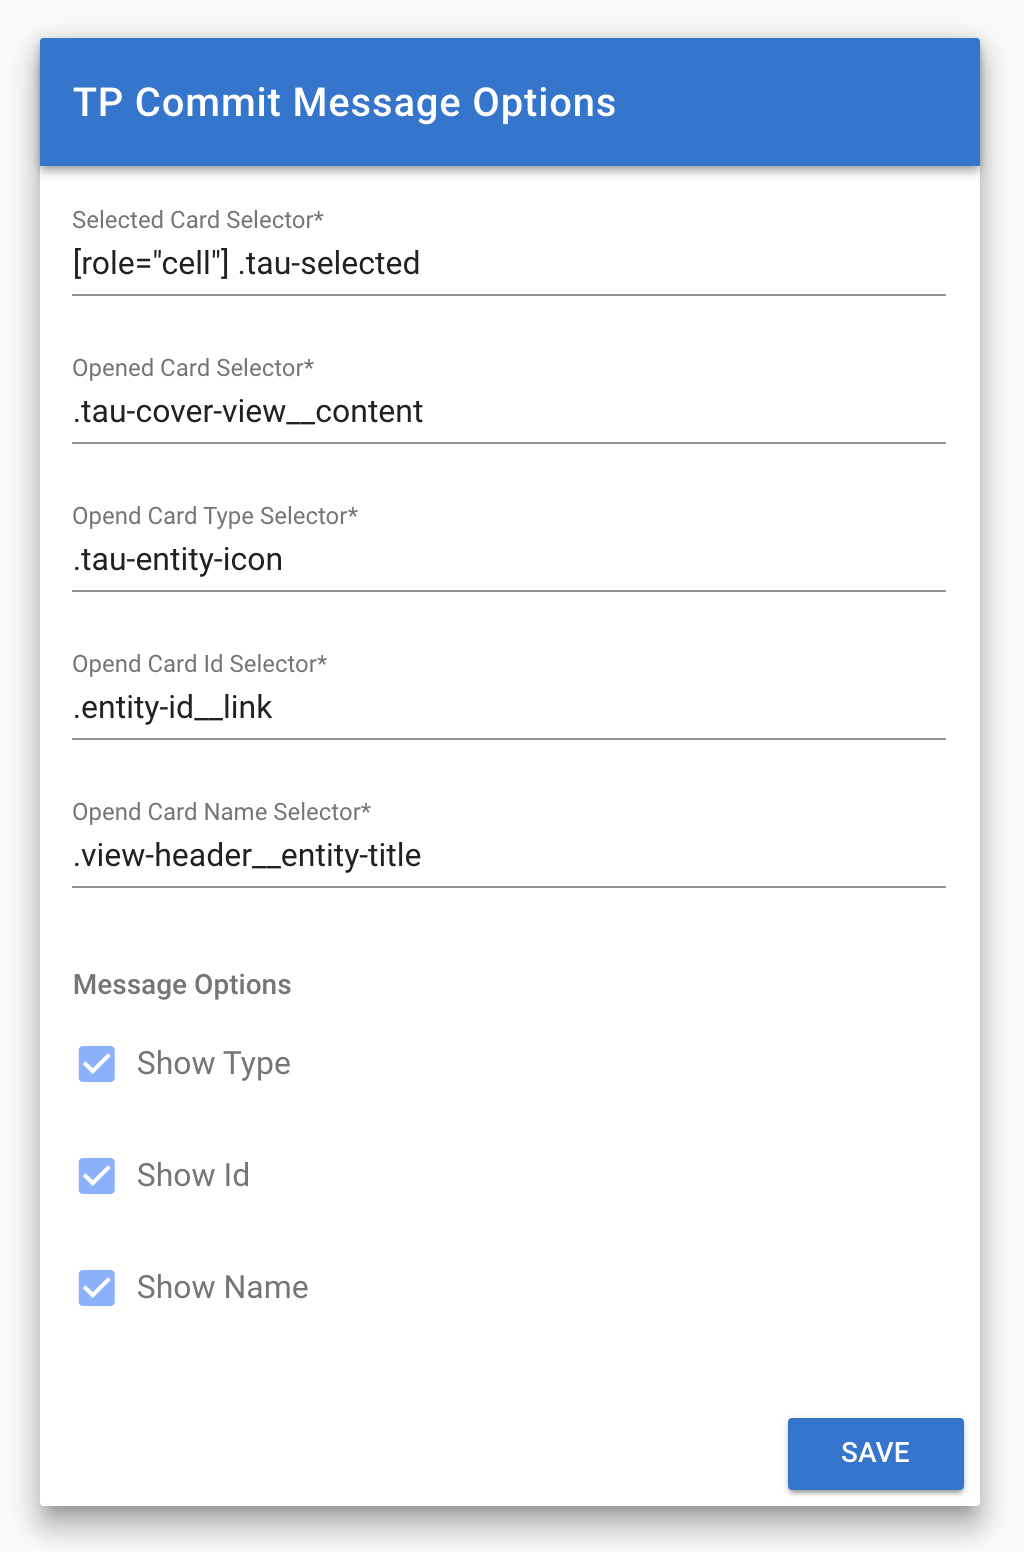 TP Commit Message Options
Selected Card Selector*
[role="cell"] .tau-selected
Opened Card Selector*
.tau-cover-view__content
Opend Card Type Selector*
.tau-entity-icon
Opend Card Id Selector*
.entity-id__link
Opend Card Name Selector*
.view-header__entity-title
Message Options
Show Type
Show Id
Show Name
SAVE